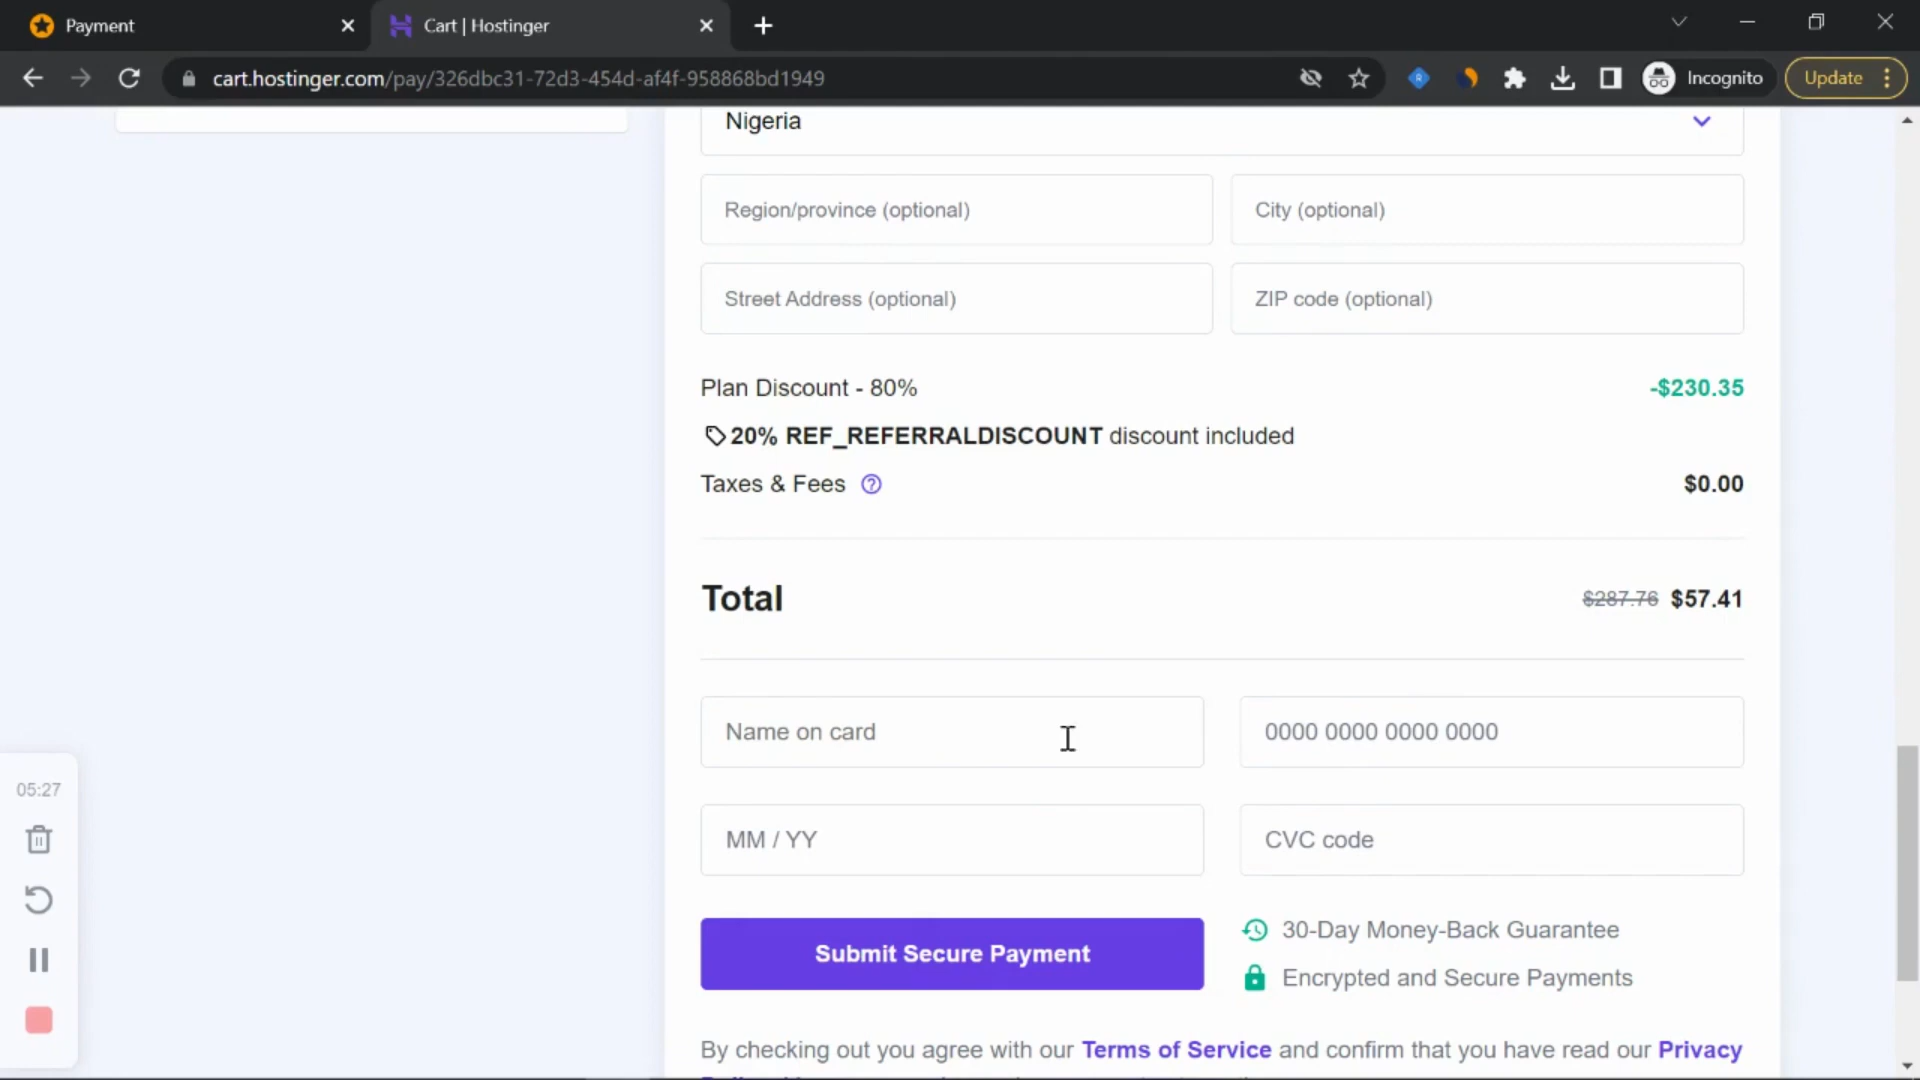 Payment
Cart | Hostinger
cart.hostinger.com/pay/326dbc31-72d3-454d-af4f-958868bd1949
Incognito
Update
Nigeria
Region/province (optional)
City (optional)
Street Address (optional)
ZIP code (optional)
Plan Discount - 80%
-$230.35
20% REF_REFERRALDISCOUNT discount included
Taxes & Fees
$0.00
Total
$287.76 $57.41
Name on card
0000 0000 0000 0000
05:27
MM / YY
CVC code
Submit Secure Payment
30-Day Money-Back Guarantee
Encrypted and Secure Payments
By checking out you agree with our Terms of Service and confirm that you have read our Privacy